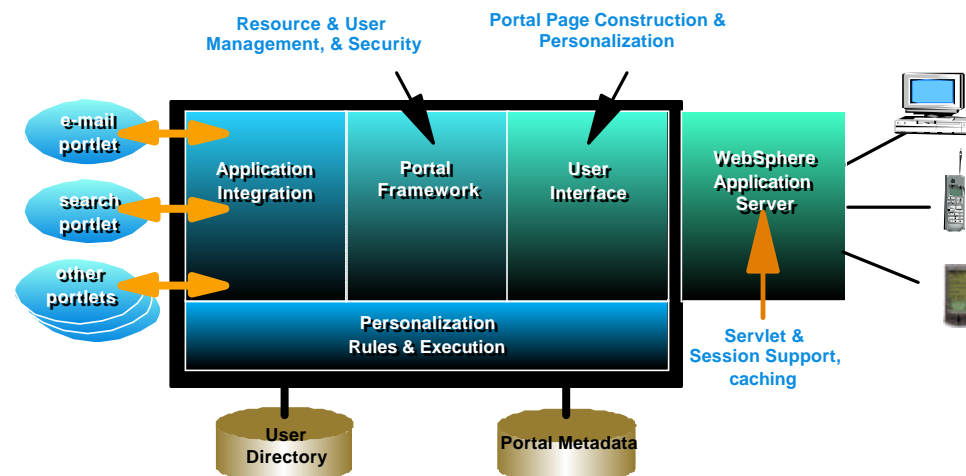 Resource & User
Management, & Security
Portal Page Construction &
Personalization
e-mail
portlet
search
portlet
other
portlets
Application
Integration
Portal
Framework
User
Interface
WebSphere
Application
Server
Personalization
Rules & Execution
Servlet &
Session Support,
caching
User
Directory
Portal Metadata